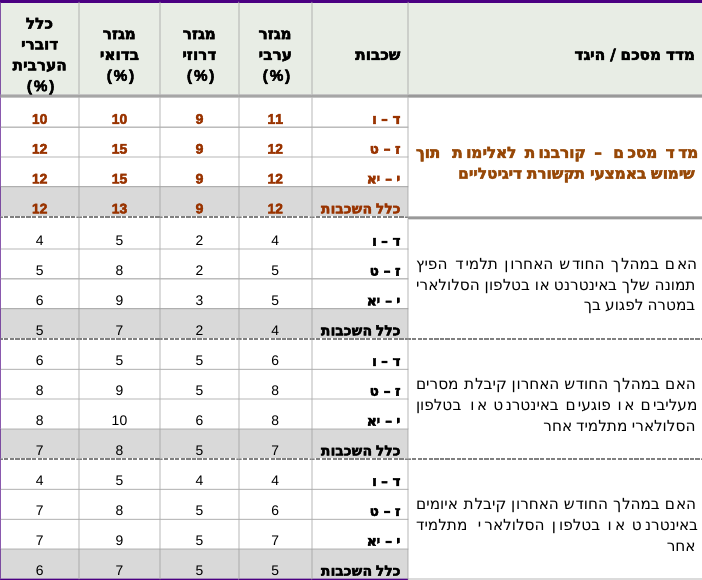 מדד מסכם / היגד שכבות מגזר ערבי (%) מגזר דרוזי (%) מגזר בדואי (%) כלל דוברי הערבית (%)
מדד מסכם – קורבנות לאלימות תוך
שימוש באמצעי תקשורת דיגיטליים
ד – ו 11 9 10 10
ז – ט 12 9 15 12
י – יא 12 9 15 12
כלל השכבות 12 9 13 12
האם במהלך החודש האחרון תלמיד הפיץ
תמונה שלך באינטרנט או בטלפון הסלולארי
במטרה לפגוע בך
ד – ו 4 2 5 4
ז – ט 5 2 8 5
י – יא 5 3 9 6
כלל השכבות 4 2 7 5
האם במהלך החודש האחרון קיבלת מסרים
מעליבים או פוגעים באינטרנט או בטלפון
הסלולארי מתלמיד אחר
ד – ו 6 5 5 6
ז – ט 8 5 9 8
י – יא 8 6 10 8
כלל השכבות 7 5 8 7
האם במהלך החודש האחרון קיבלת איומים
באינטרנט או בטלפון הסלולארי מתלמיד
אחר
ד – ו 4 4 5 4
ז – ט 6 5 8 7
י – יא 7 5 9 7
כלל השכבות 5 5 7 6